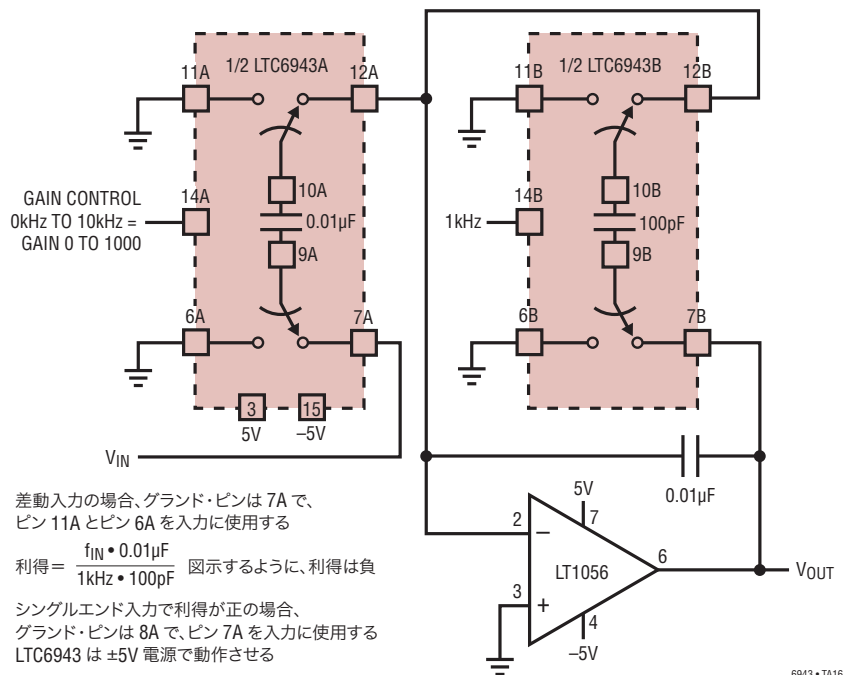 11A
1/2 LTC6943A
12A
11B
1/2 LTC6943B
12B
10A
10B
GAIN CONTROL
0kHz TO 10kHz =
GAIN 0 TO 1000
14A
0.01µF
1kHz
14B
100pF
9A
9B
6A
7A
6B
7B
3
15
5V
–5V
VIN
0.01µF
差動入力の場合、グランド・ピンは 7A で、
ピン 11A とピン 6A を入力に使用する
利得= fIN • 0.01µF
1kHz • 100pF 図示するように、利得は負
シングルエンド入力で利得が正の場合、
グランド・ピンは 8A で、ピン 7A を入力に使用する
LTC6943 は ±5V 電源で動作させる
5V
2
7
–
LT1056
6
VOUT
3
+
4
–5V
6943 • TA16